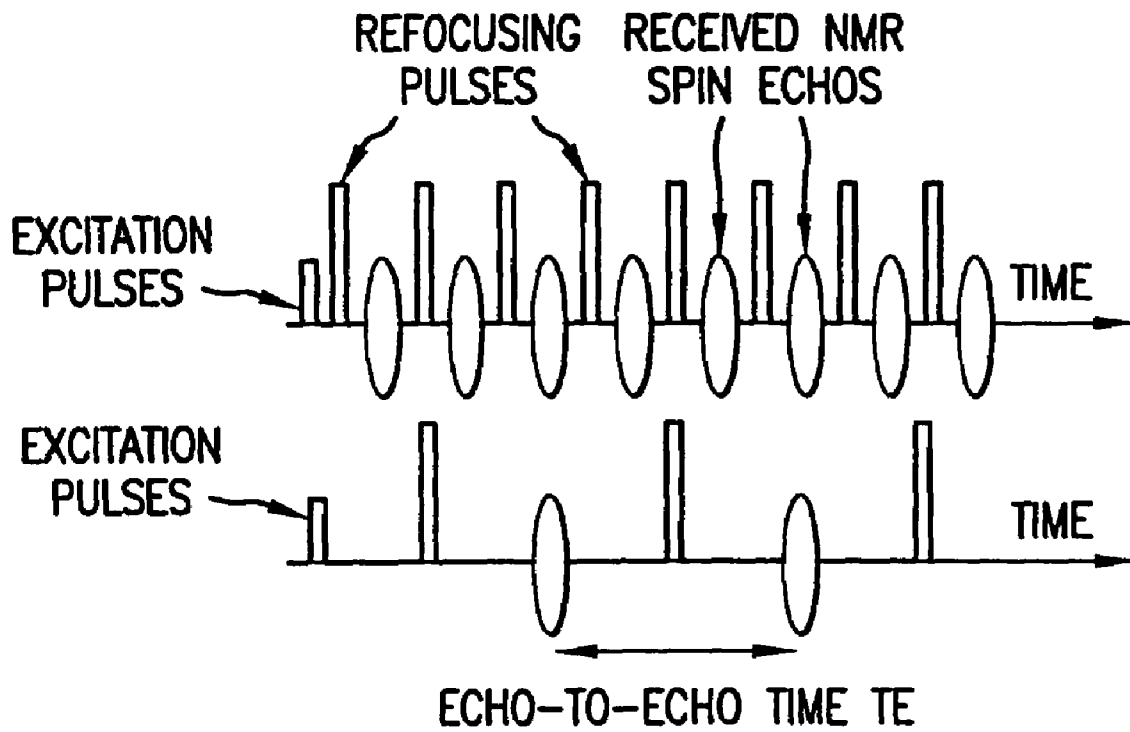 REFOCUSING
PULSES
RECEIVED NMR
SPIN ECHOS
EXCITATION
PULSES
TIME
EXCITATION
PULSES
TIME
ECHO-TO-ECHO TIME TE